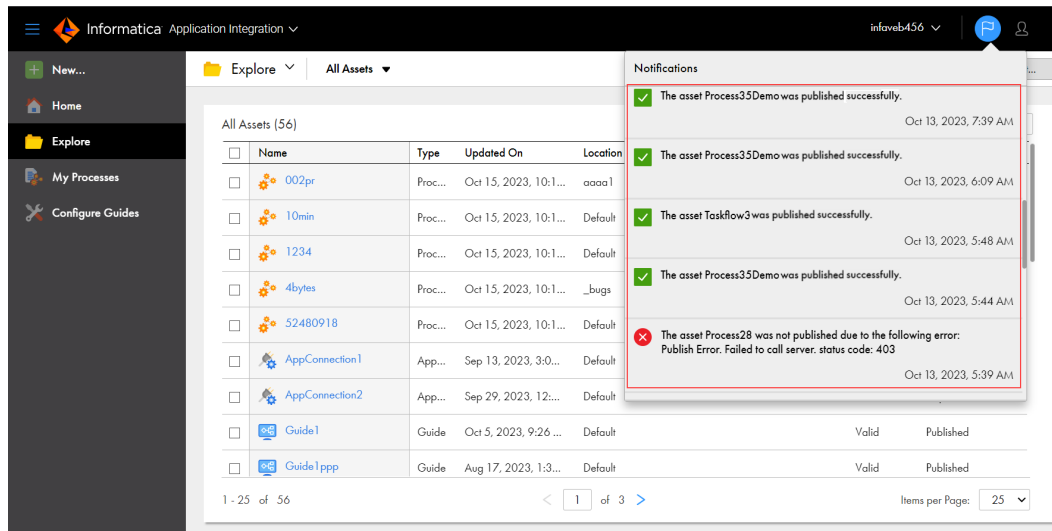 Informatica Application Integration
infaveb456
New...
Home
Explore
My Processes
Configure Guides
Explore All Assets
Notifications
The asset Process35Demo was published successfully.
Oct 13, 2023, 7:39 AM
The asset Process35Demo was published successfully.
Oct 13, 2023, 6:09 AM
The asset Taskflow3 was published successfully.
Oct 13, 2023, 5:48 AM
The asset Process35Demo was published successfully.
Oct 13, 2023, 5:44 AM
The asset Process28 was not published due to the following error:
Publish Error. Failed to call server. status code: 403
Oct 13, 2023, 5:39 AM
All Assets (56)
Name Type Updated On Location
002pr Proc... Oct 15, 2023, 10:1... aaaa1
10min Proc... Oct 15, 2023, 10:1... Default
1234 Proc... Oct 15, 2023, 10:1... Default
4bytes Proc... Oct 15, 2023, 10:1... _bugs
52480918 Proc... Oct 15, 2023, 10:1... Default
AppConnection1 App... Sep 13, 2023, 3:0... Default
AppConnection2 App... Sep 29, 2023, 12:... Default
Guide1 Guide Oct 5, 2023, 9:26 ... Default Valid Published
Guide1ppp Guide Aug 17, 2023, 1:3... Default Valid Published
1 - 25 of 56 < 1 of 3 > Items per Page: 25